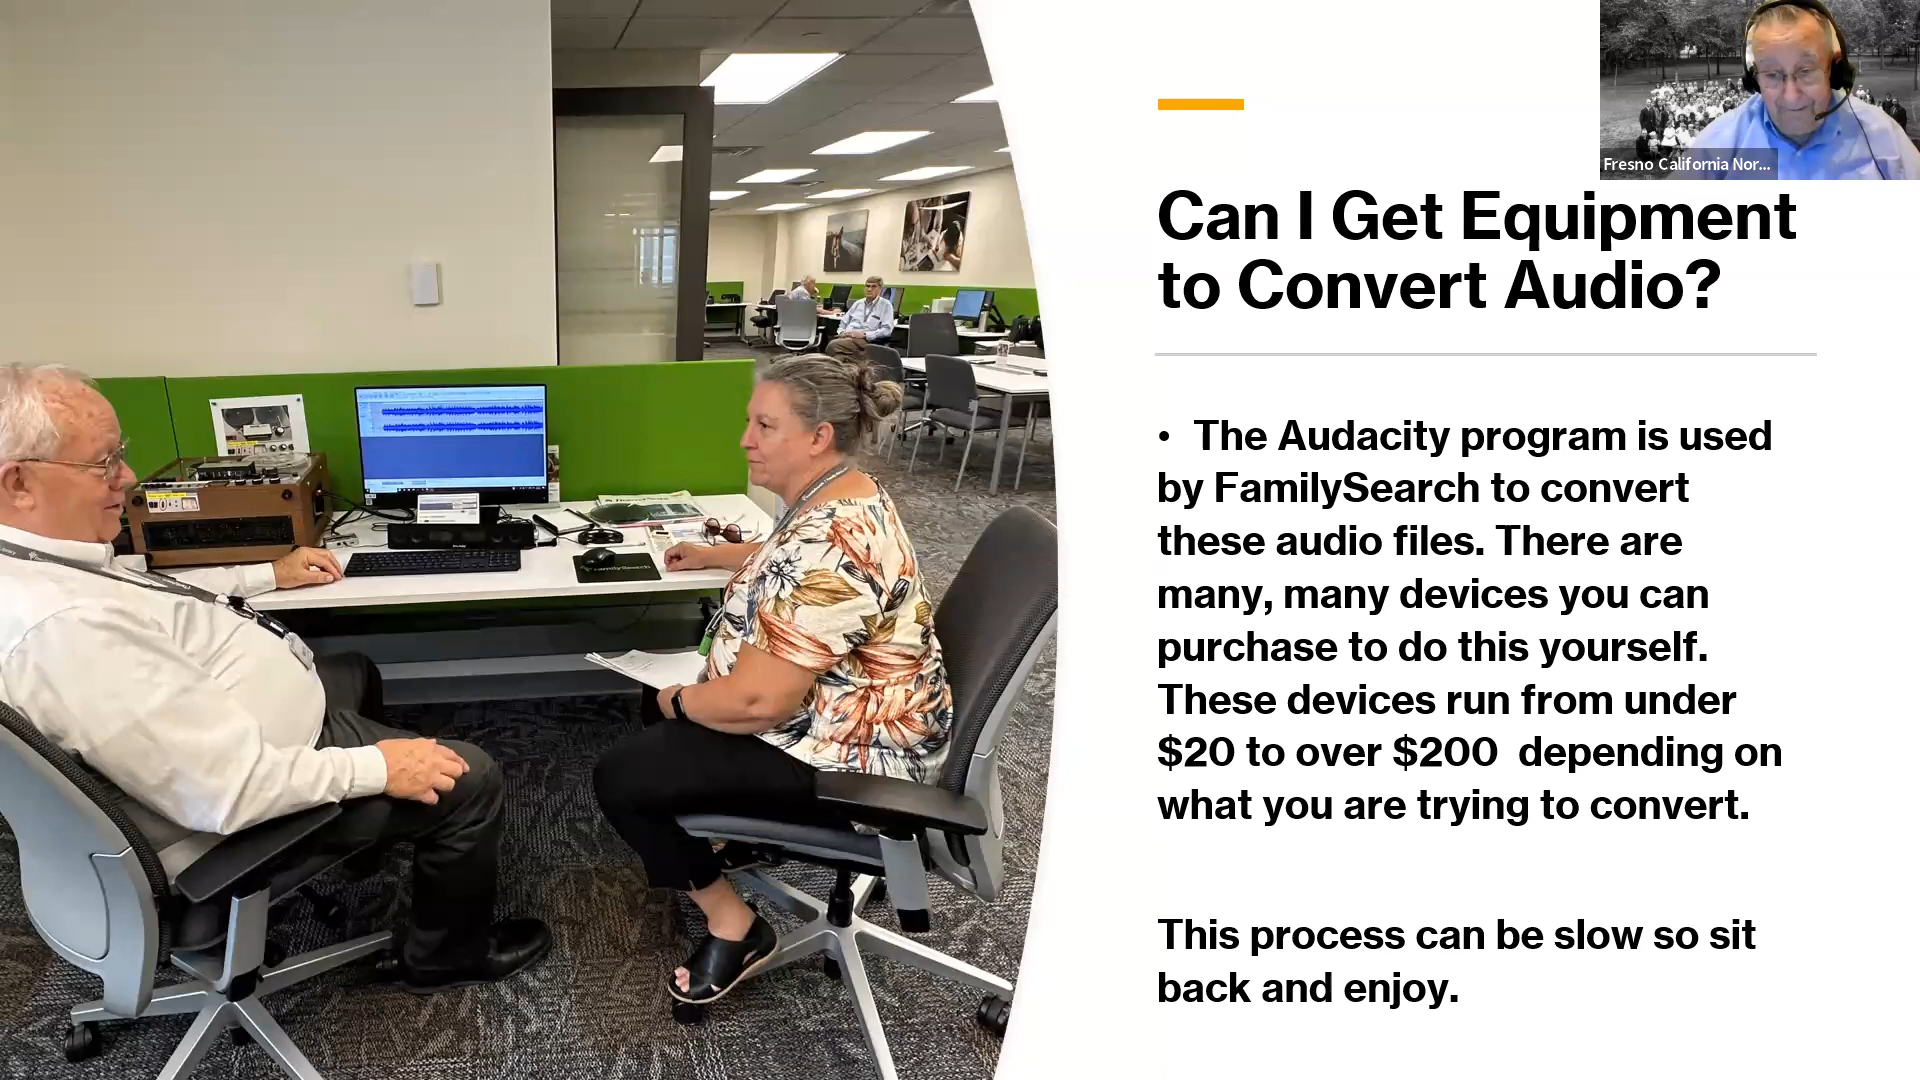 Fresno California Nor...
Can I Get Equipment
to Convert Audio?
• The Audacity program is used
by FamilySearch to convert
these audio files. There are
many, many devices you can
purchase to do this yourself.
These devices run from under
$20 to over $200  depending on
what you are trying to convert.
This process can be slow so sit
back and enjoy.
FamilySearch